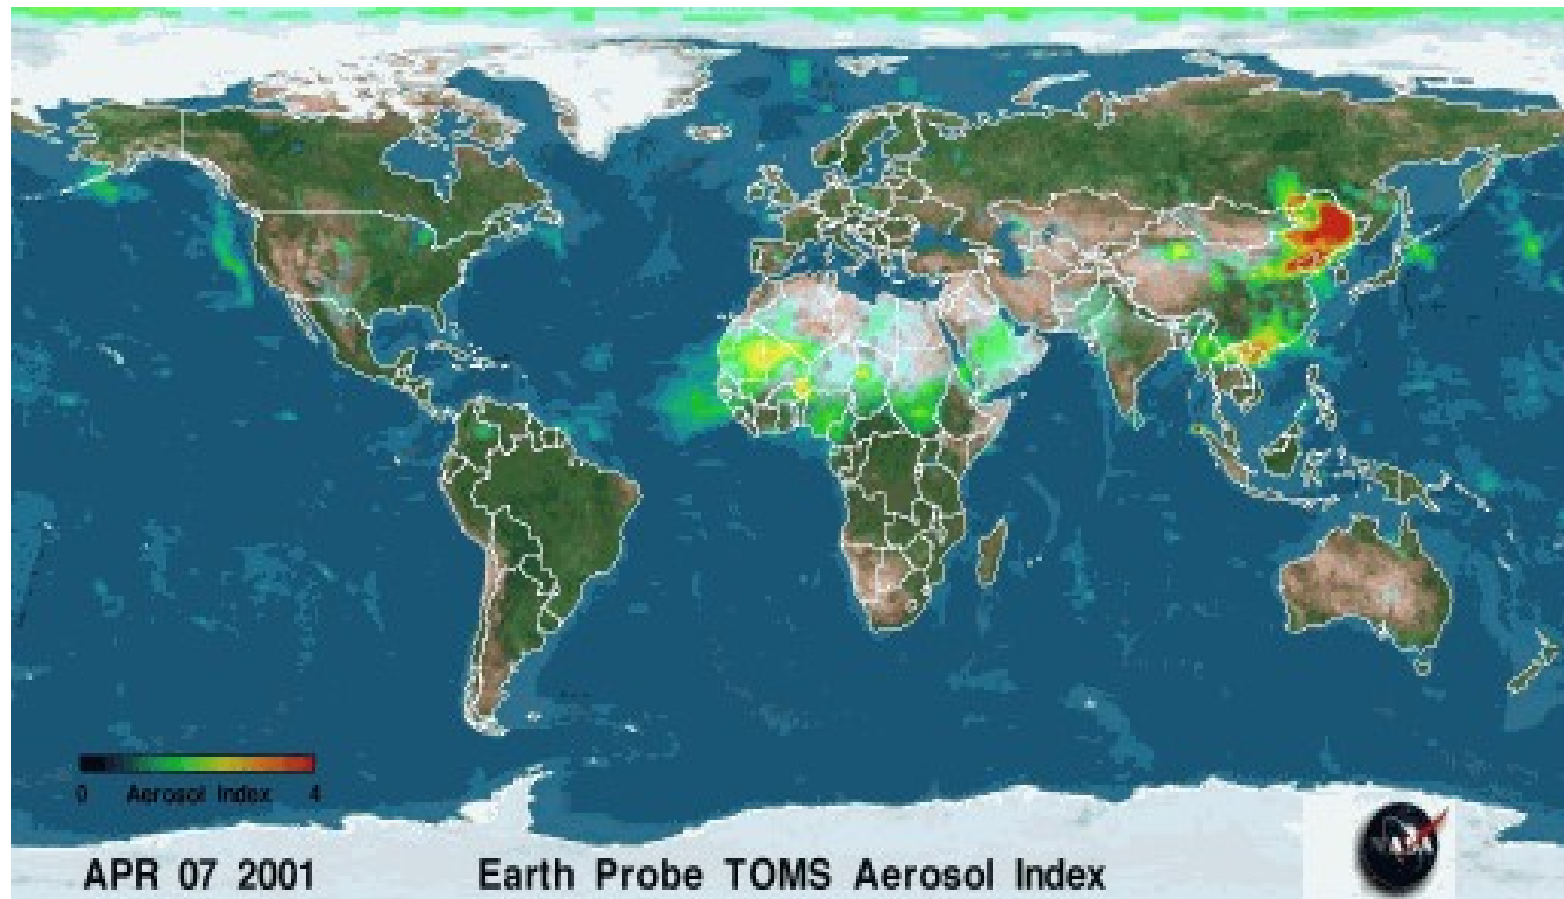 0 Aerosol Index 4
APR 07 2001 Earth Probe TOMS Aerosol Index